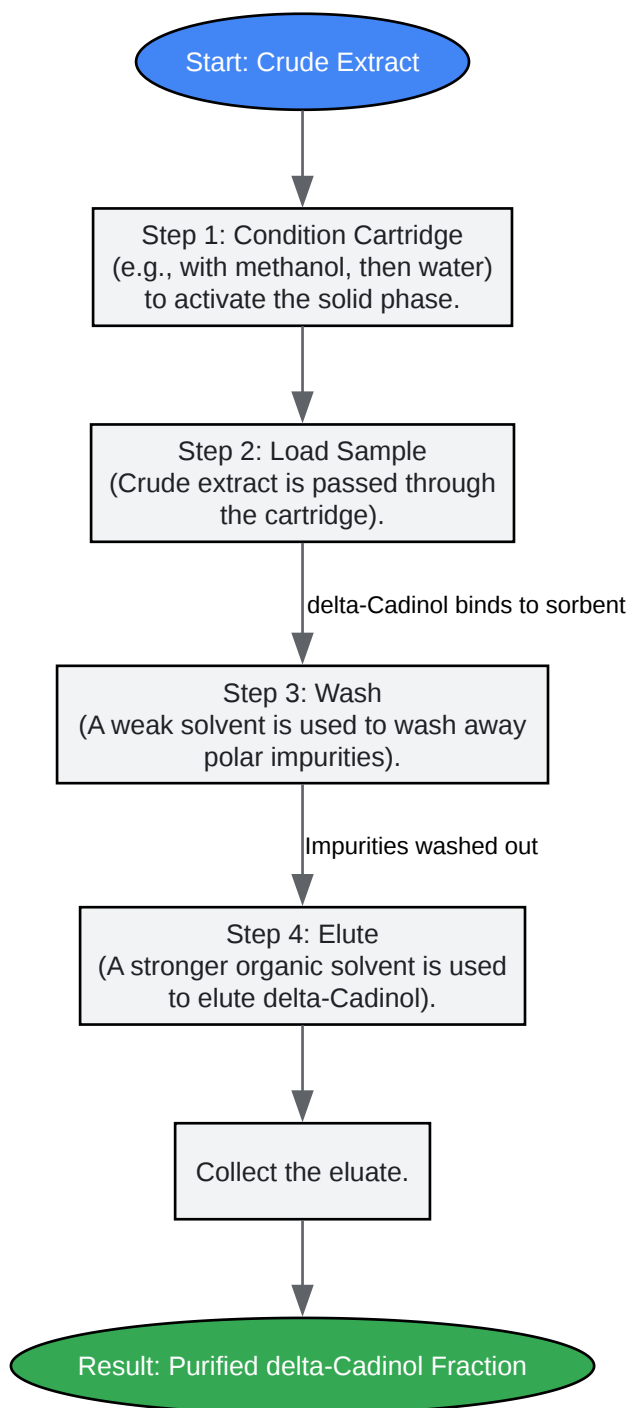 Start: Crude Extract
Step 1: Condition Cartridge
(e.g., with methanol, then water)
to activate the solid phase.
Step 2: Load Sample
(Crude extract is passed through
the cartridge).
delta-Cadinol binds to sorbent
Step 3: Wash
(A weak solvent is used to wash away
polar impurities).
Impurities washed out
Step 4: Elute
(A stronger organic solvent is used
to elute delta-Cadinol).
Collect the eluate.
Result: Purified delta-Cadinol Fraction